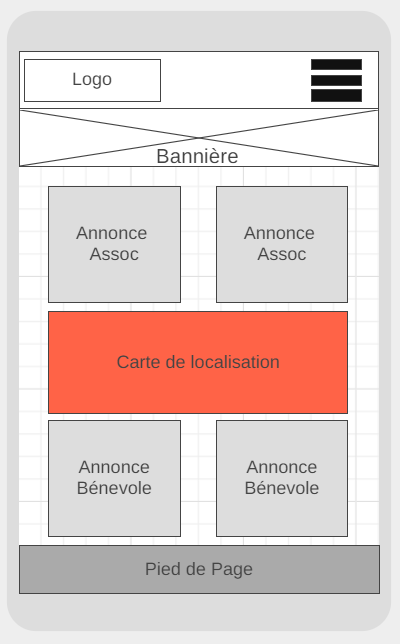 Logo
Bannière
Annonce
Assoc
Annonce
Assoc
Carte de localisation
Annonce
Bénevole
Annonce
Bénevole
Pied de Page